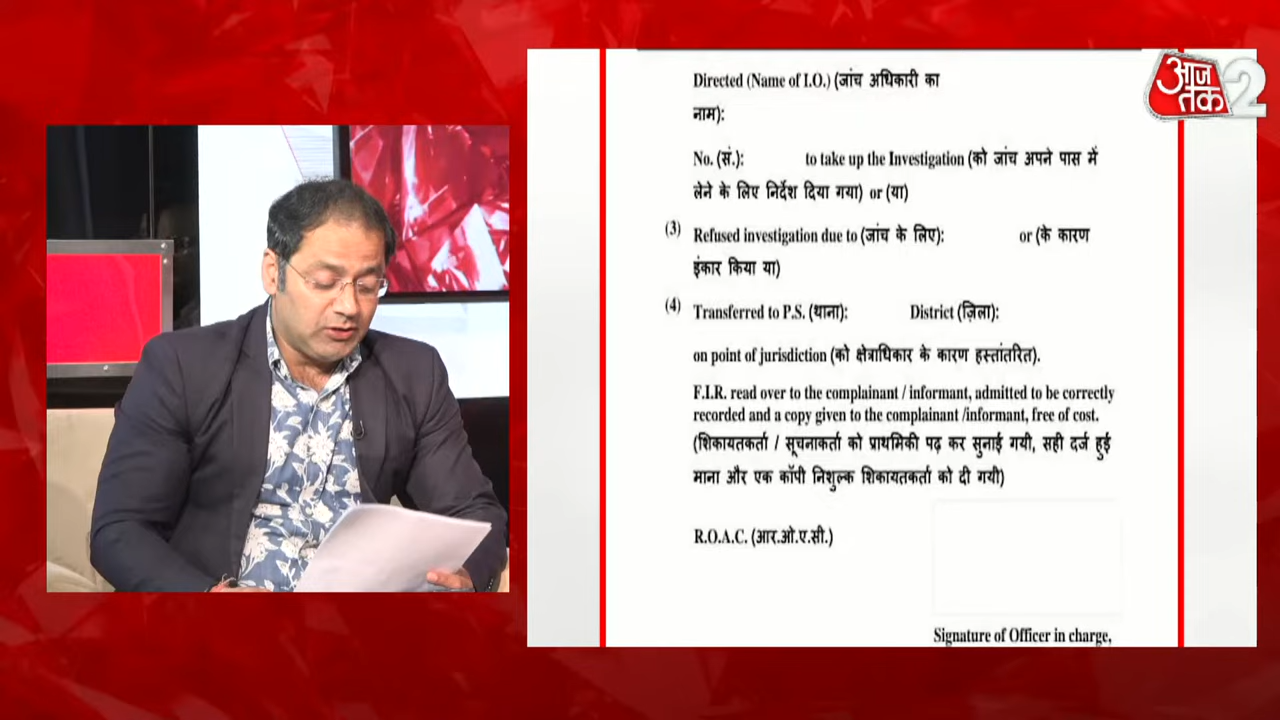 आज
तक 2
Directed (Name of I.O.) (जांच अधिकारी का
नाम):
No. (सं.): to take up the Investigation (को जांच अपने पास में
लेने के लिए निर्देश दिया गया) or (या)
(3) Refused investigation due to (जांच के लिए): or (के कारण
इंकार किया या)
(4) Transferred to P.S. (थाना): District (ज़िला):
on point of jurisdiction (को क्षेत्राधिकार के कारण हस्तांतरित).
F.I.R. read over to the complainant / informant, admitted to be correctly
recorded and a copy given to the complainant /informant, free of cost.
(शिकायतकर्ता / सूचनाकर्ता को प्राथमिकी पढ़ कर सुनाई गयी, सही दर्ज हुई
माना और एक कॉपी निशुल्क शिकायतकर्ता को दी गयी)
R.O.A.C. (आर.ओ.ए.सी.)
Signature of Officer in charge,